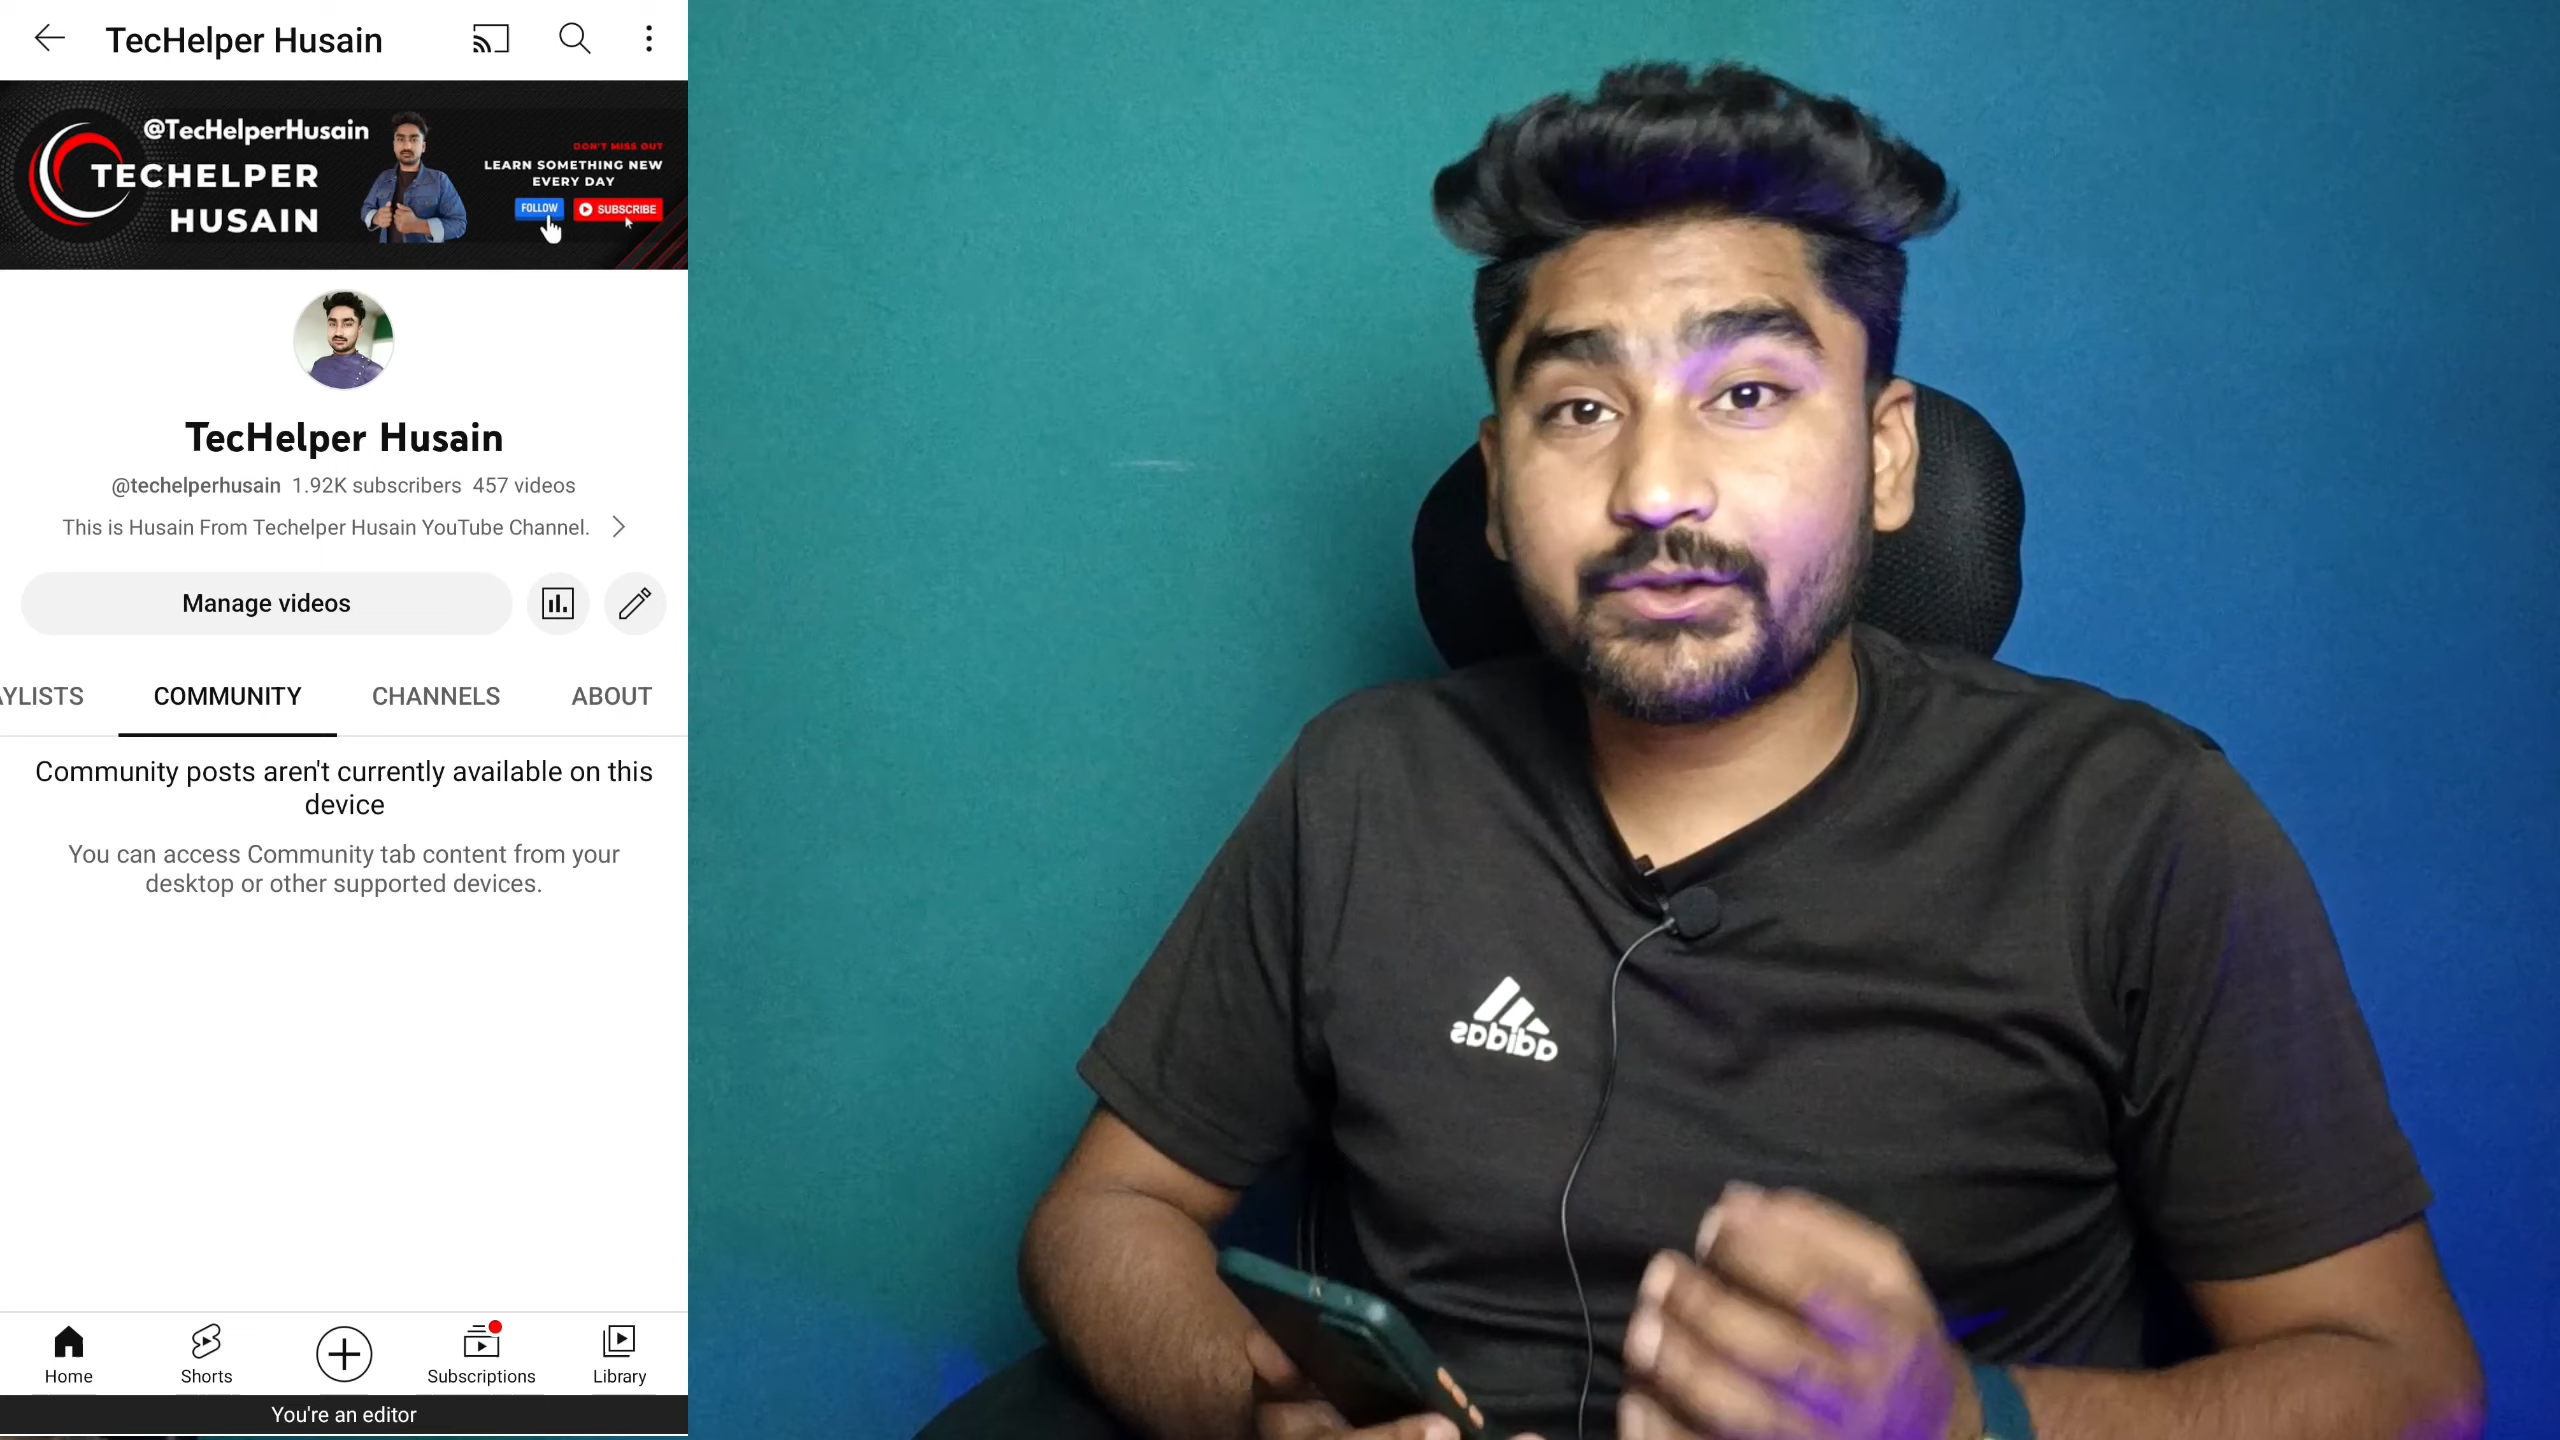 TecHelper Husain
@TecHelperHusain
TECHELPER
HUSAIN
DON'T MISS OUT
LEARN SOMETHING NEW
EVERY DAY
FOLLOW
SUBSCRIBE
TecHelper Husain
@techelperhusain 1.92K subscribers 457 videos
This is Husain From Techelper Husain YouTube Channel.
Manage videos
AYLISTS COMMUNITY CHANNELS ABOUT
Community posts aren't currently available on this
device
You can access Community tab content from your
desktop or other supported devices.
Home Shorts Subscriptions Library
You're an editor
adidas